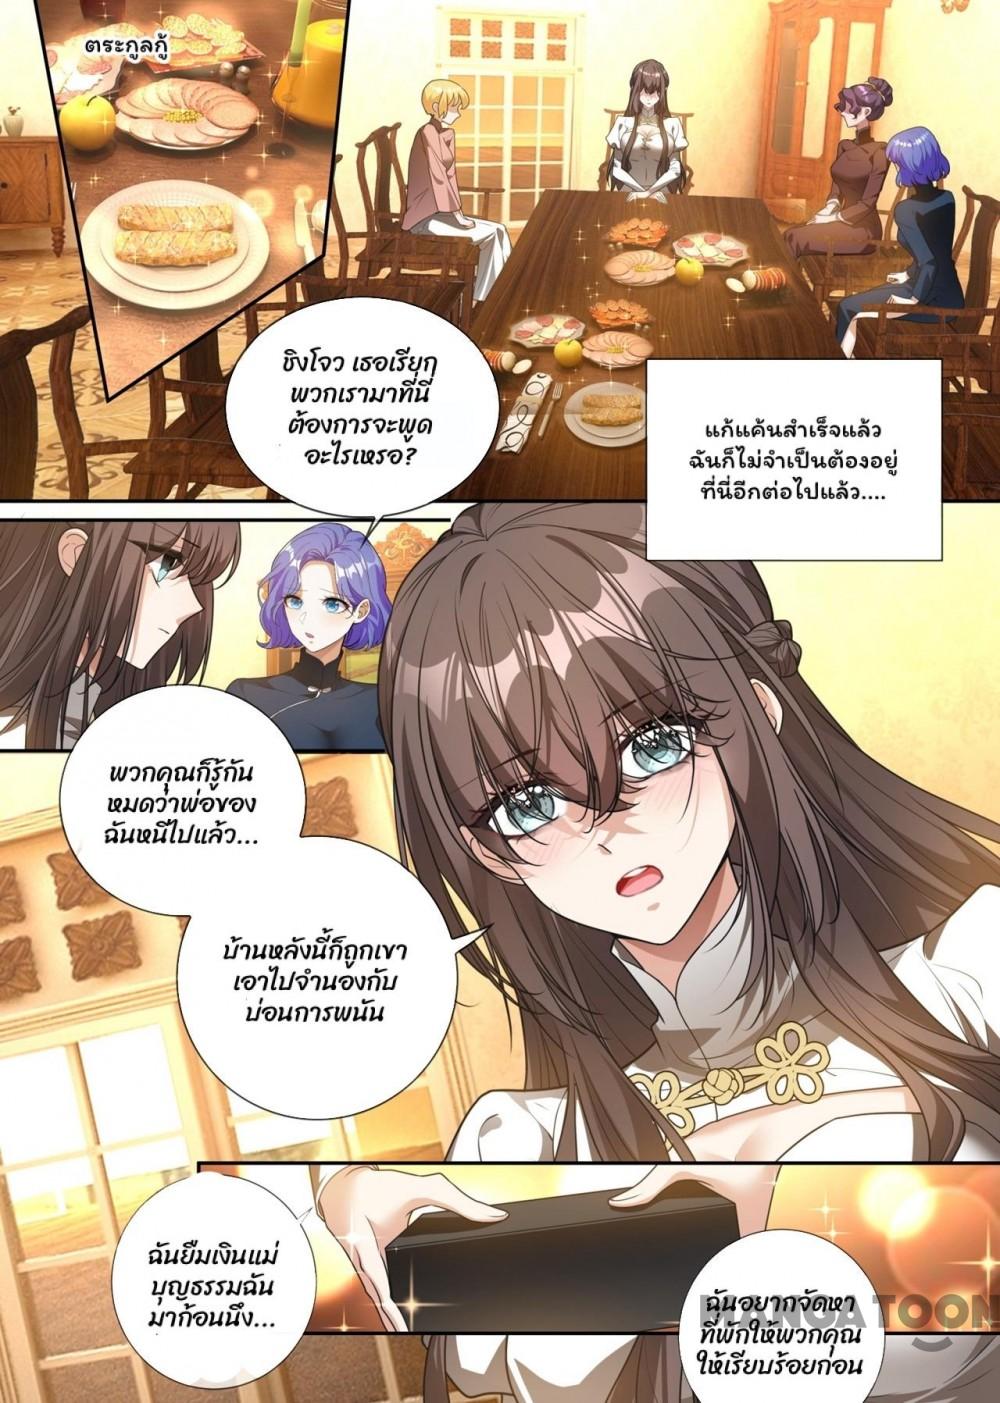 ตระกูลกู้
ชิงโจว เธอเรียก
พวกเรามาที่นี่
ต้องการจะพูด
อะไรเหรอ?
แก้แค้นสำเร็จแล้ว
ฉันก็ไม่จำเป็นต้องอยู่
ที่นี่อีกต่อไปแล้ว....
พวกคุณก็รู้กัน
หมดว่าพ่อของ
ฉันหนีไปแล้ว...
บ้านหลังนี้ก็ถูกเขา
เอาไปจำนองกับ
บ่อนการพนัน
ฉันยืมเงินแม่
บุญธรรมฉัน
มาก้อนนึง...
ฉันอยากจัดหา
ที่พักให้พวกคุณ
ให้เรียบร้อยก่อน
MANGATOON